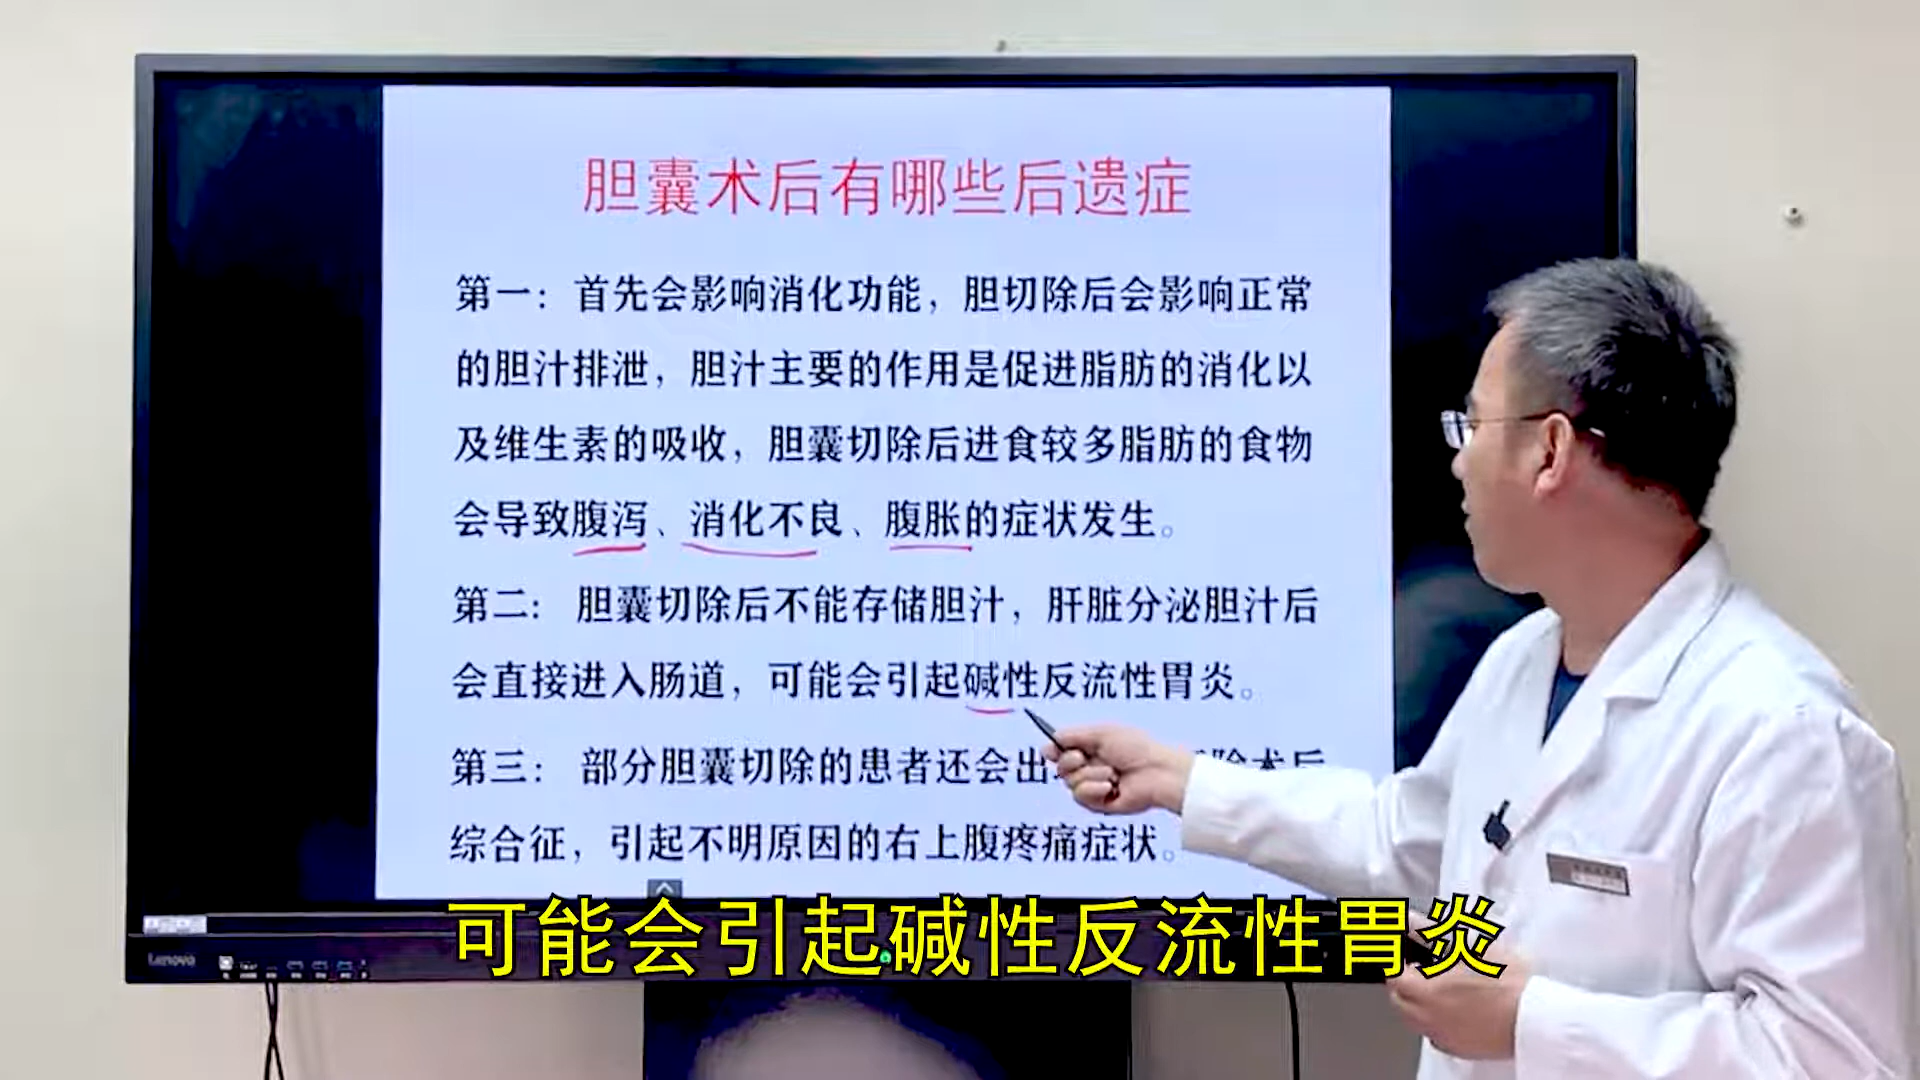 胆囊术后有哪些后遗症
第一：首先会影响消化功能，胆切除后会影响正常
的胆汁排泄，胆汁主要的作用是促进脂肪的消化以
及维生素的吸收，胆囊切除后进食较多脂肪的食物
会导致腹泻、消化不良、腹胀的症状发生。
第二：胆囊切除后不能存储胆汁，肝脏分泌胆汁后
会直接进入肠道，可能会引起碱性反流性胃炎。
第三：部分胆囊切除的患者还会出 除术后
综合征，引起不明原因的右上腹疼痛症状。
可能会引起碱性反流性胃炎
Lenovo